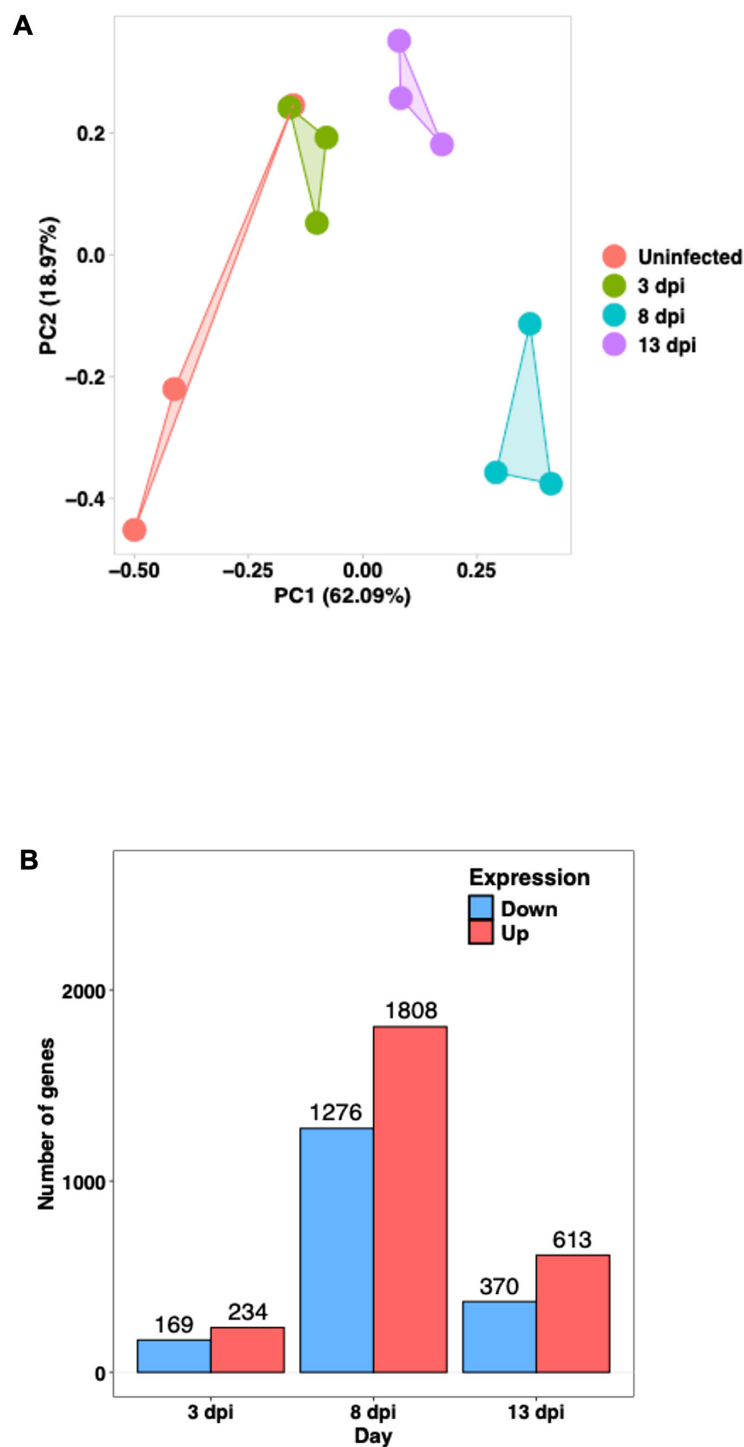 A
0.2
0.0
−0.2
−0.4
PC2 (18.97%)
−0.50 −0.25 0.00 0.25
PC1 (62.09%)
Uninfected
3 dpi
8 dpi
13 dpi
B
Expression
Down
Up
2000
1000
0
Number of genes
169 234 1276 1808 370 613
3 dpi 8 dpi 13 dpi
Day